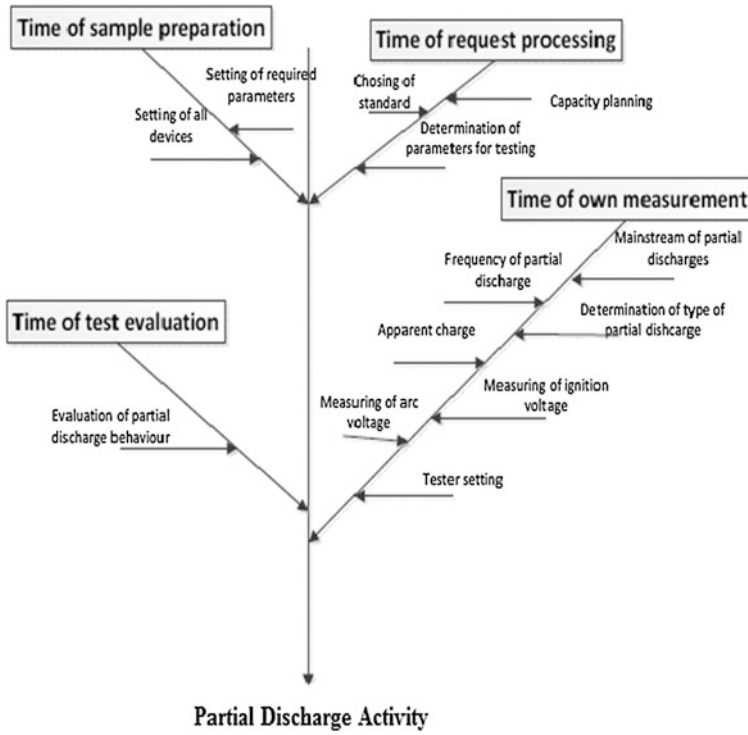 Time of sample preparation
Time of request processing
Setting of required
parameters
Setting of all
devices
Chosing of
standard
Capacity planning
Determination of
parameters for testing
Time of own measurement
Mainstream of partial
discharges
Frequency of partial
discharge
Determination of type of
partial dishcarge
Apparent charge
Measuring of ignition
voltage
Measuring of arc
voltage
Tester setting
Time of test evaluation
Evaluation of partial
discharge behaviour
Partial Discharge Activity